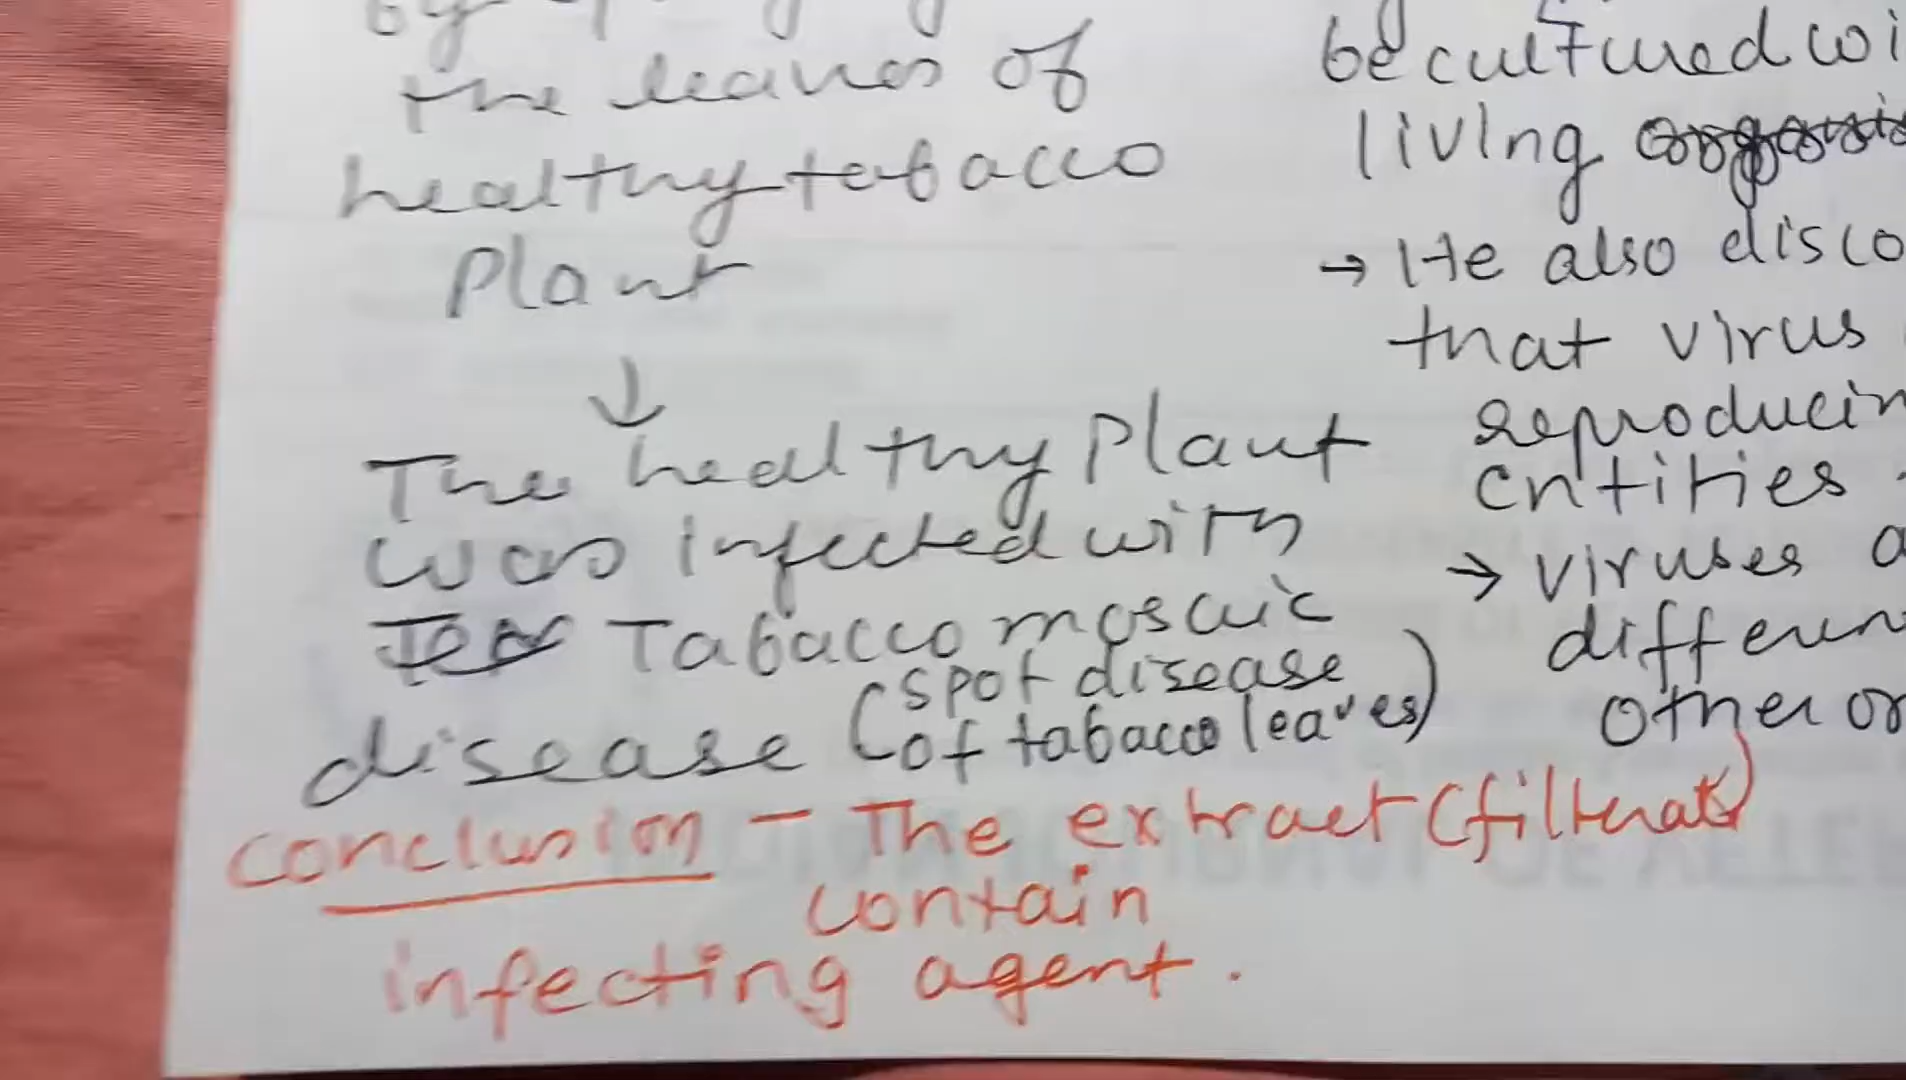 the leaves of
healthy tobacco
Plant
↓
The healthy Plant
was infected with
Tabacco mosaic
disease (spot disease
of tabacco leaves)
Conclusion - The extract (filterat)
contain
infecting agent.
be cultured wi
living
→ He also disco
that virus
reproducin
entities
→ viruses a
differen
other or